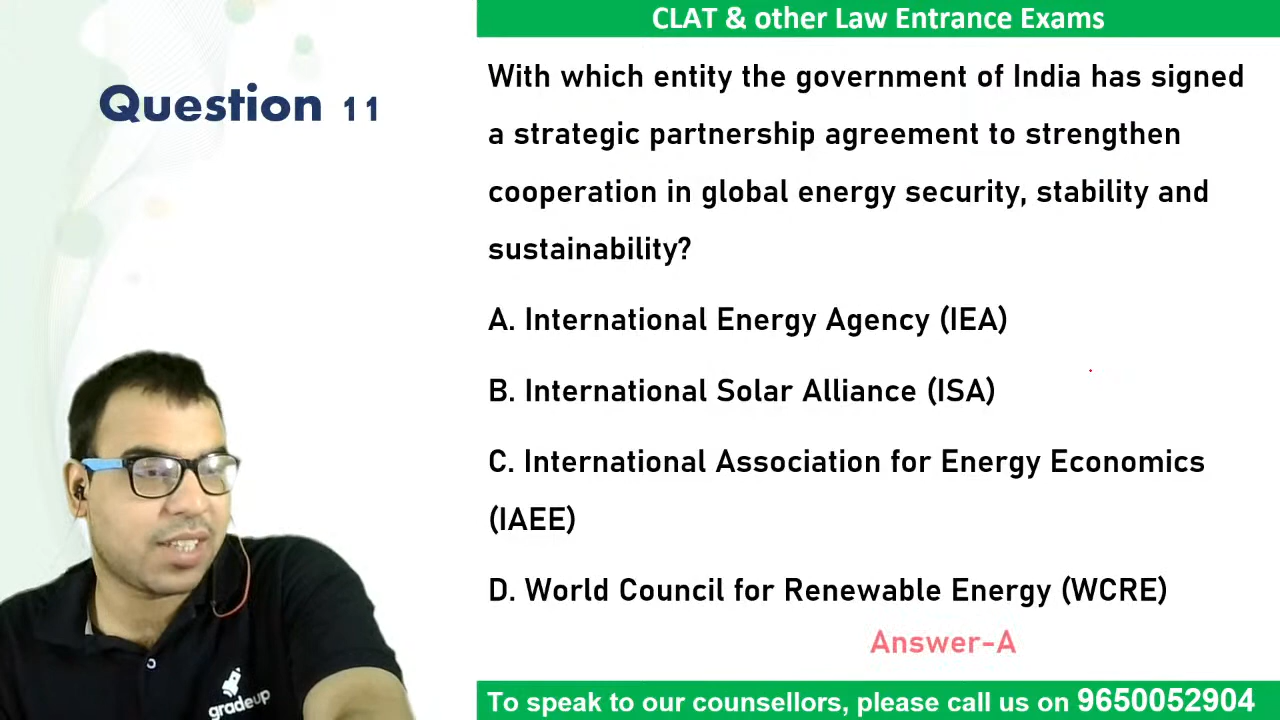 CLAT & other Law Entrance Exams
Question 11
With which entity the government of India has signed
a strategic partnership agreement to strengthen
cooperation in global energy security, stability and
sustainability?
A. International Energy Agency (IEA)
B. International Solar Alliance (ISA)
C. International Association for Energy Economics
(IAEE)
D. World Council for Renewable Energy (WCRE)
Answer-A
gradeup
To speak to our counsellors, please call us on 9650052904